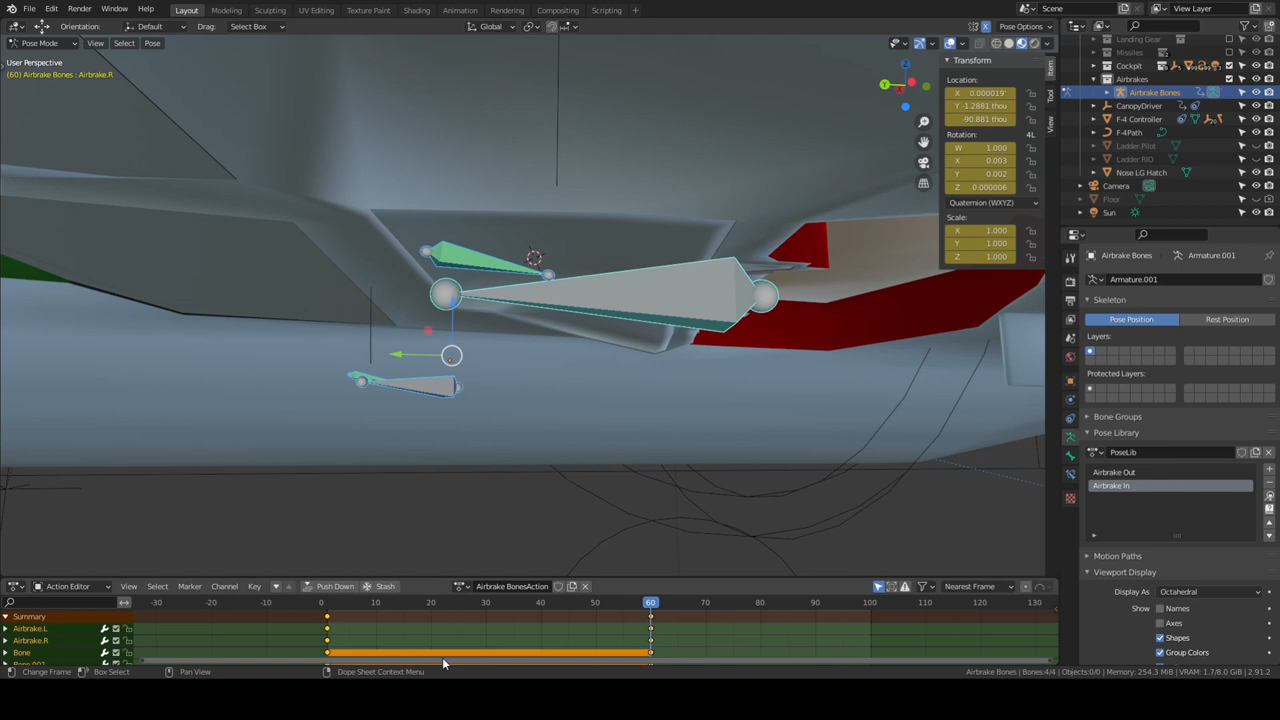 File Edit Render Window Help Layout Modeling Sculpting UV Editing Texture Paint Shading Animation Rendering Compositing Scripting + Scene View Layer
Orientation: Default Drag: Select Box Global Pose Options
Pose Mode View Select Pose
User Perspective
(60) Airbrake Bones : Airbrake.R
Transform
Location:
X 0.000019'
Y -1.2881 thou
-90.881 thou
Rotation: 4L
W 1.000
X 0.003
Y 0.002
Z 0.000006
Quaternion (WXYZ)
Scale:
X 1.000
Y 1.000
Z 1.000
Item
Tool
View
Z
Y
Landing Gear
Missiles
Cockpit
Airbrakes
Airbrake Bones
CanopyDriver
F-4 Controller
F-4Path
Ladder.Pilot
Ladder.RIO
Nose LG Hatch
Camera
Floor
Sun
Airbrake Bones Armature.001
Armature.001
Skeleton
Pose Position Rest Position
Layers:
Protected Layers:
Bone Groups
Pose Library
PoseLib
Airbrake Out
Airbrake In
Motion Paths
Viewport Display
Display As Octahedral
Show Names
Axes
Shapes
Group Colors
Action Editor View Select Marker Channel Key Push Down Stash Airbrake BonesAction Nearest Frame
-30 -20 -10 0 10 20 30 40 50 60 70 80 90 100 110 120 130
Summary
Airbrake.L
Airbrake.R
Bone
Bone.001
Change Frame Box Select Pan View Dope Sheet Context Menu Airbrake Bones | Bones:4/4 | Objects:0/0 | Memory: 254.3 MiB | VRAM: 1.7/8.0 GiB | 2.91.2